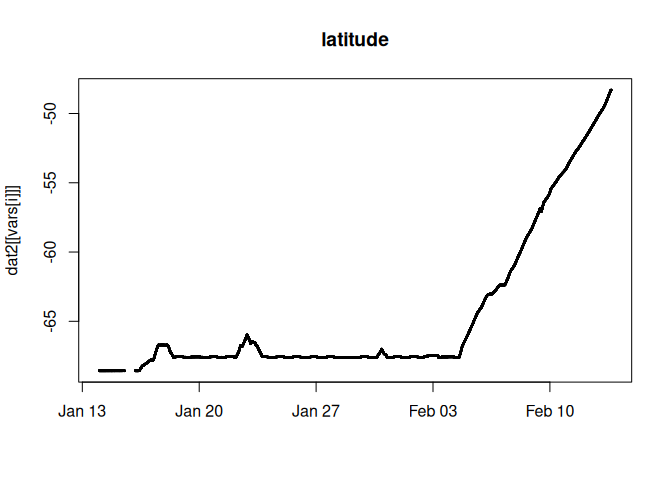 latitude
dat2[[vars[i]]]
-50
-55
-60
-65
Jan 13
Jan 20
Jan 27
Feb 03
Feb 10